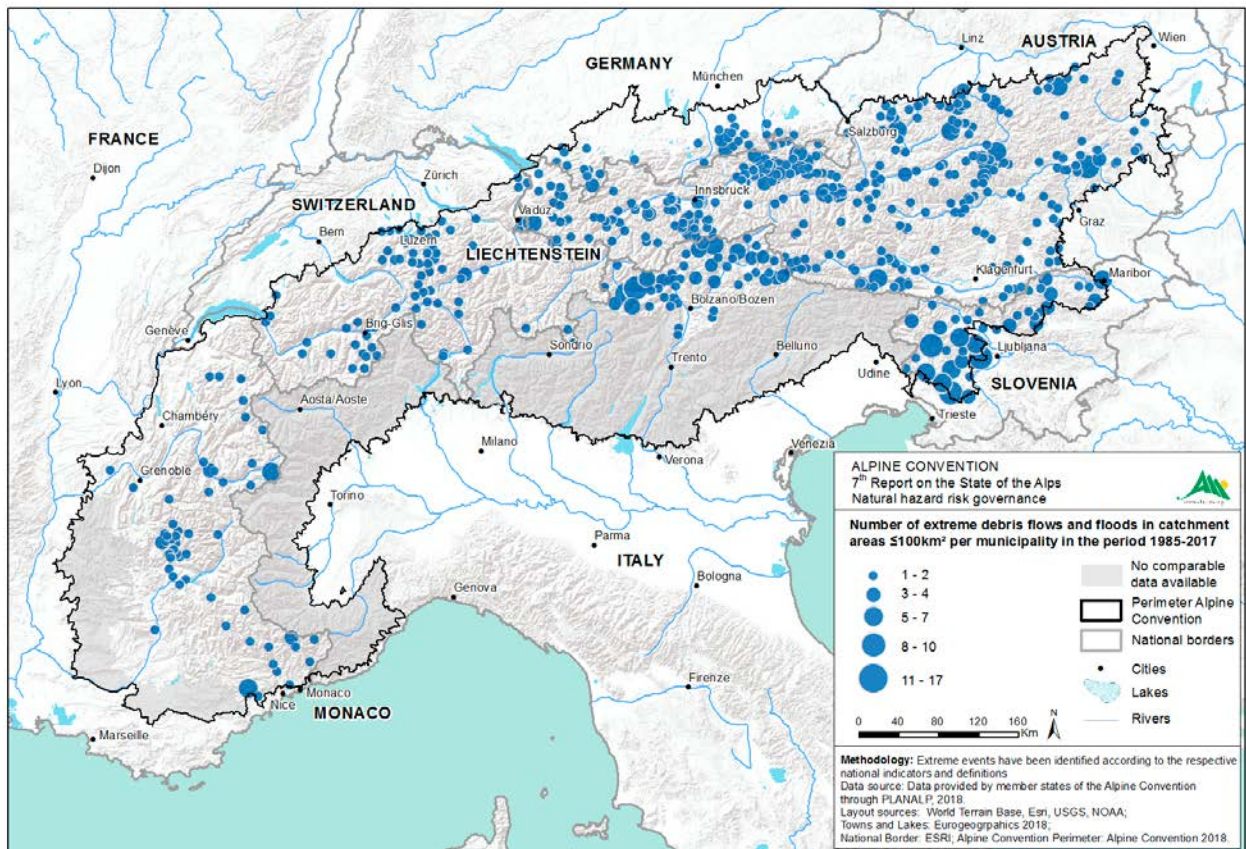 Linz
Wien
AUSTRIA
GERMANY
München
FRANCE
Salzburg
Dijon
Zürich
Innsbruck
SWITZERLAND
Vaduz
Graz
Bern
Luzern
LIECHTENSTEIN
Klagenfurt
Maribor
Bolzano/Bozen
Genève
Brig-Glis
Sondrio
Belluno
Ljubljana
Trento
Udine
SLOVENIA
Lyon
Aosta/Aoste
Trieste
Chambéry
Milano
Venezia
Verona
Grenoble
Torino
Parma
ITALY
Genova
Bologna
Firenze
Monaco
Nice
MONACO
Marseille
ALPINE CONVENTION
7th Report on the State of the Alps
Natural hazard risk governance
Number of extreme debris flows and floods in catchment
areas ≤100km² per municipality in the period 1985-2017
1 - 2
3 - 4
5 - 7
8 - 10
11 - 17
No comparable
data available
Perimeter Alpine
Convention
National borders
Cities
Lakes
Rivers
0 40 80 120 160
Km
N
Methodology: Extreme events have been identified according to the respective
national indicators and definitions
Data source: Data provided by member states of the Alpine Convention
through PLANALP, 2018.
Layout sources: World Terrain Base, Esri, USGS, NOAA;
Towns and Lakes: Eurogeogrpahics 2018;
National Border: ESRI; Alpine Convention Perimeter: Alpine Convention 2018.